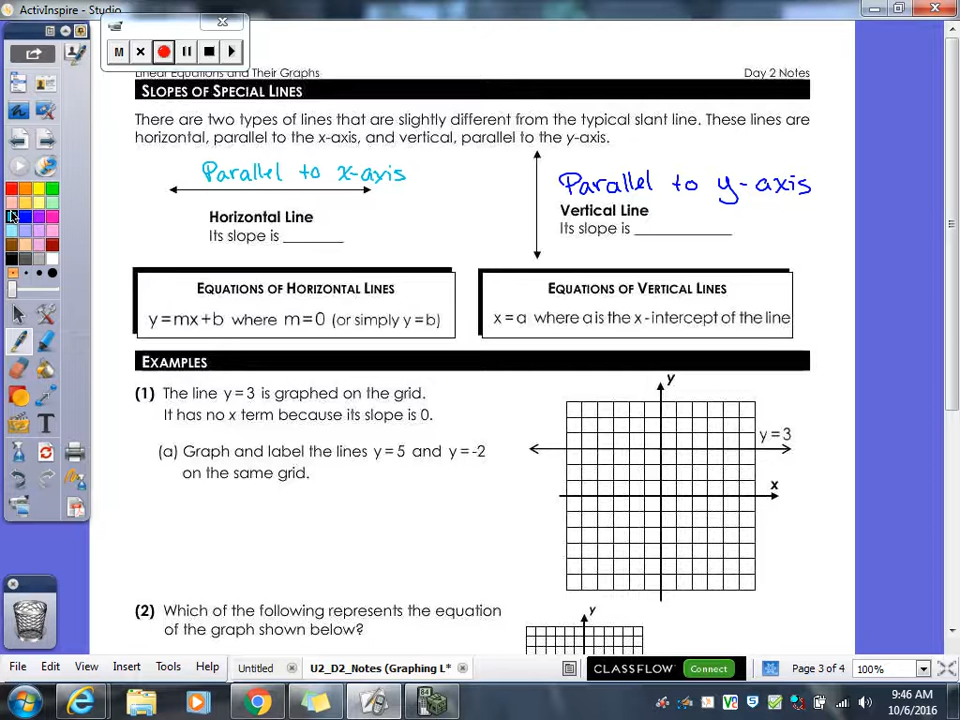 ActivInspire - Studio
M
Linear Equations and Their Graphs
Day 2 Notes
SLOPES OF SPECIAL LINES
There are two types of lines that are slightly different from the typical slant line. These lines are
horizontal, parallel to the x-axis, and vertical, parallel to the y-axis.
Parallel to x-axis
Parallel to y-axis
Horizontal Line
Its slope is ________
Vertical Line
Its slope is _____________
EQUATIONS OF HORIZONTAL LINES
y = mx + b where m = 0 (or simply y = b)
EQUATIONS OF VERTICAL LINES
x = a where a is the x - intercept of the line
EXAMPLES
(1) The line y = 3 is graphed on the grid.
It has no x term because its slope is 0.
(a) Graph and label the lines y = 5 and y = -2
on the same grid.
y
y = 3
x
(2) Which of the following represents the equation
of the graph shown below?
y
File Edit View Insert Tools Help
Untitled
U2_D2_Notes (Graphing L*
CLASSFLOW Connect
Page 3 of 4
100%
9:46 AM
10/6/2016